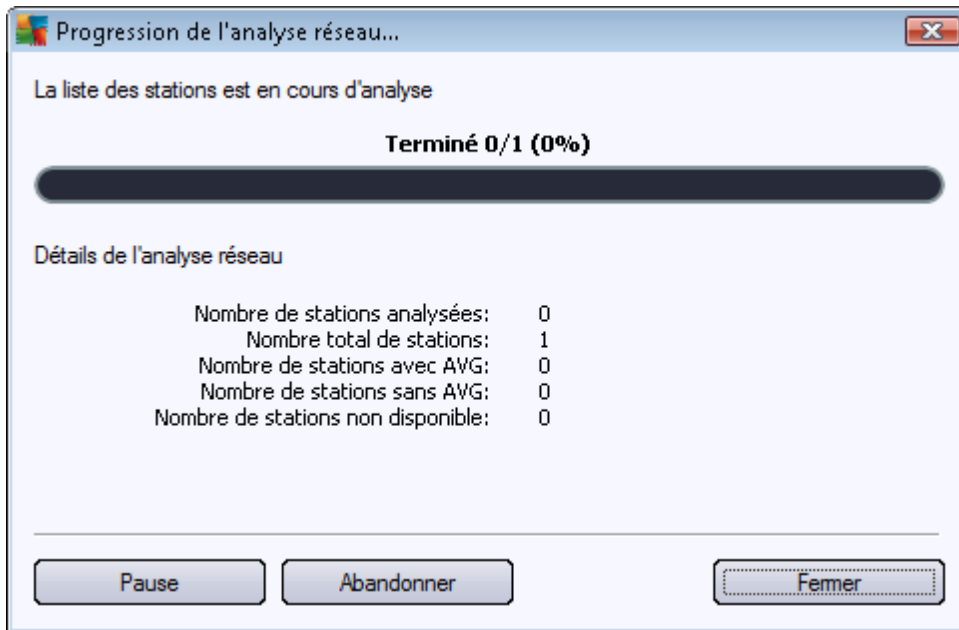 Progression de l'analyse réseau...
La liste des stations est en cours d'analyse
Terminé 0/1 (0%)
Détails de l'analyse réseau
Nombre de stations analysées: 0
Nombre total de stations: 1
Nombre de stations avec AVG: 0
Nombre de stations sans AVG: 0
Nombre de stations non disponible: 0
Pause Abandonner Fermer